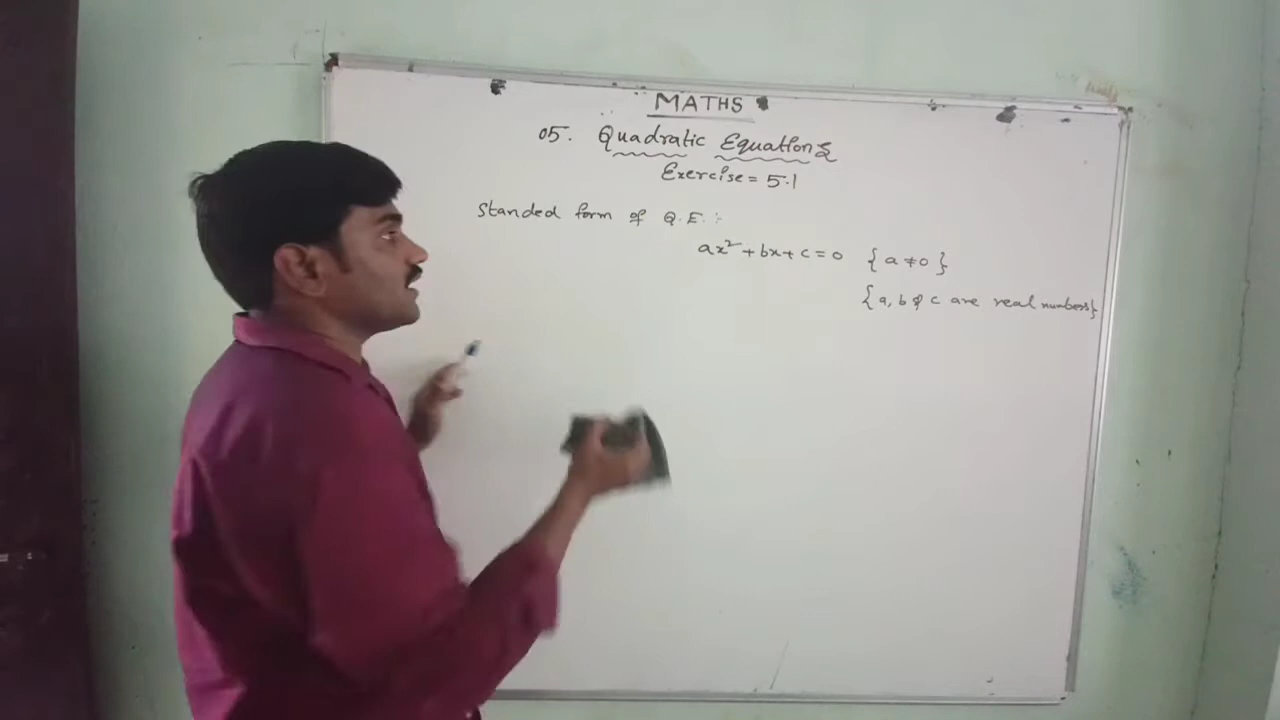 MATHS
05. Quadratic Equations
Exercise = 5.1
Standed form of Q.E. :-
ax² + bx + c = 0 {a ≠ 0}
{a, b & c are real numbers}